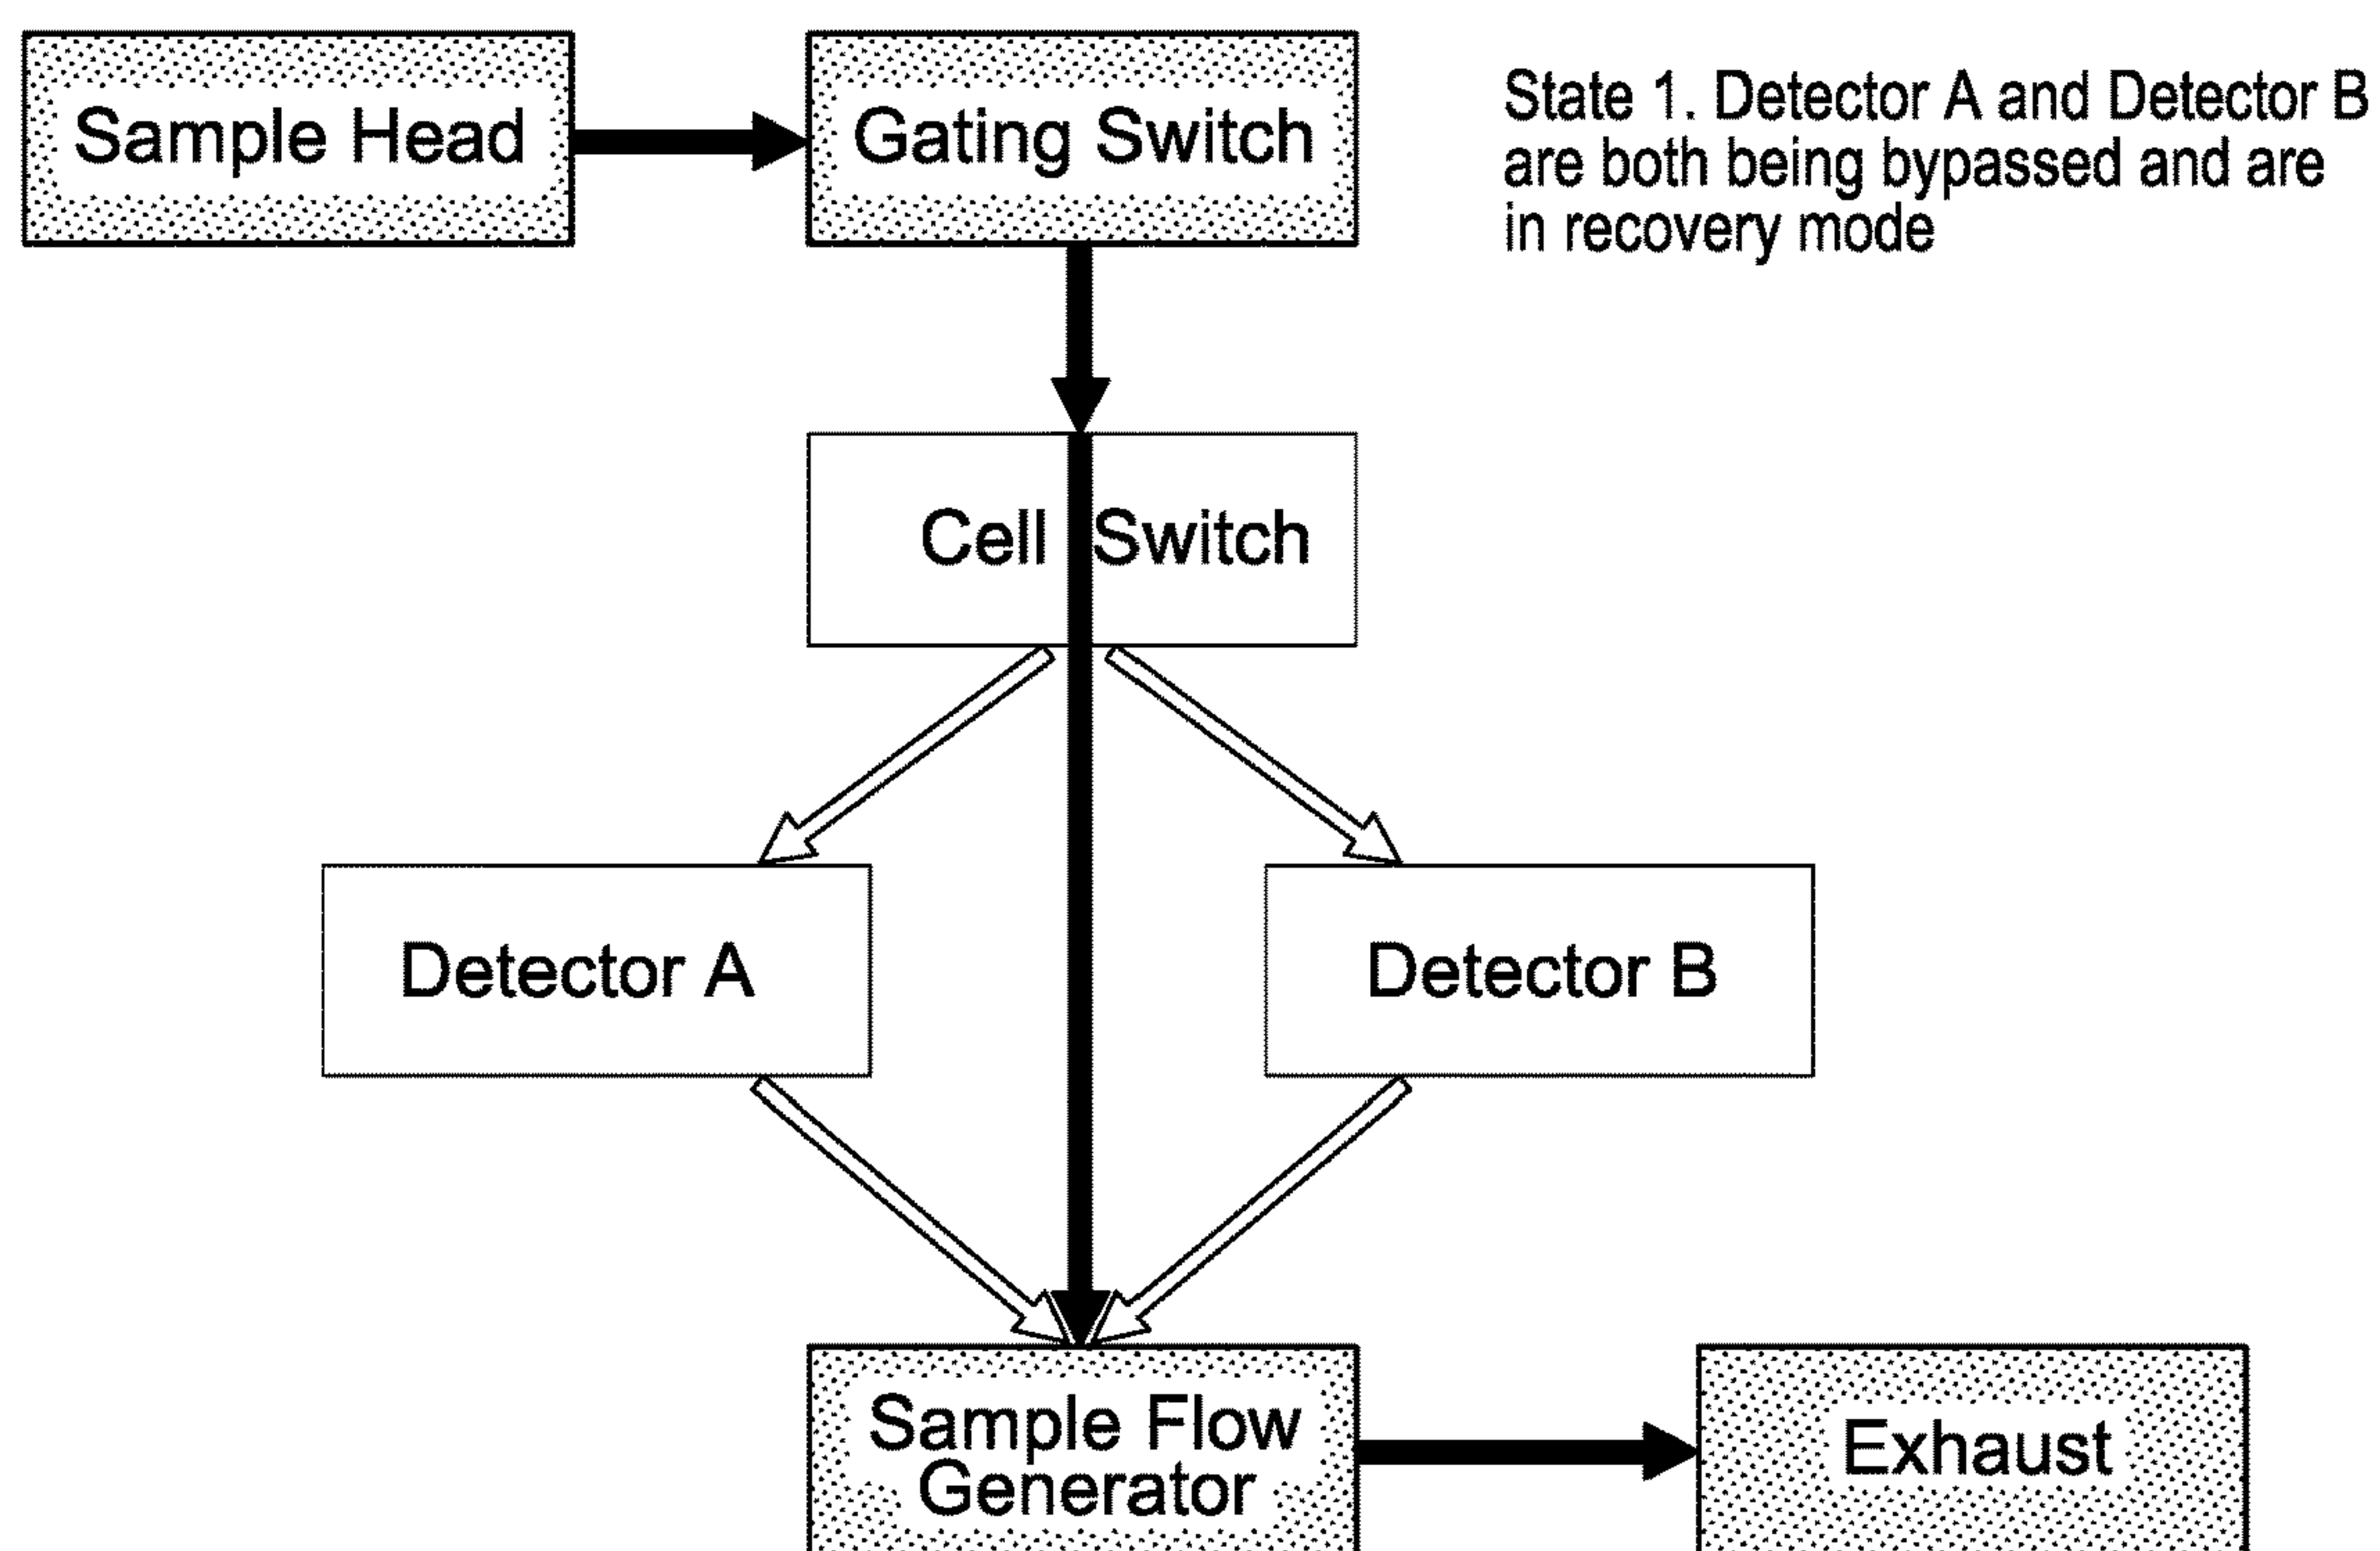 Sample Head
Gating Switch
State 1. Detector A and Detector B
are both being bypassed and are
in recovery mode
Cell Switch
Detector A
Detector B
Sample Flow
Generator
Exhaust